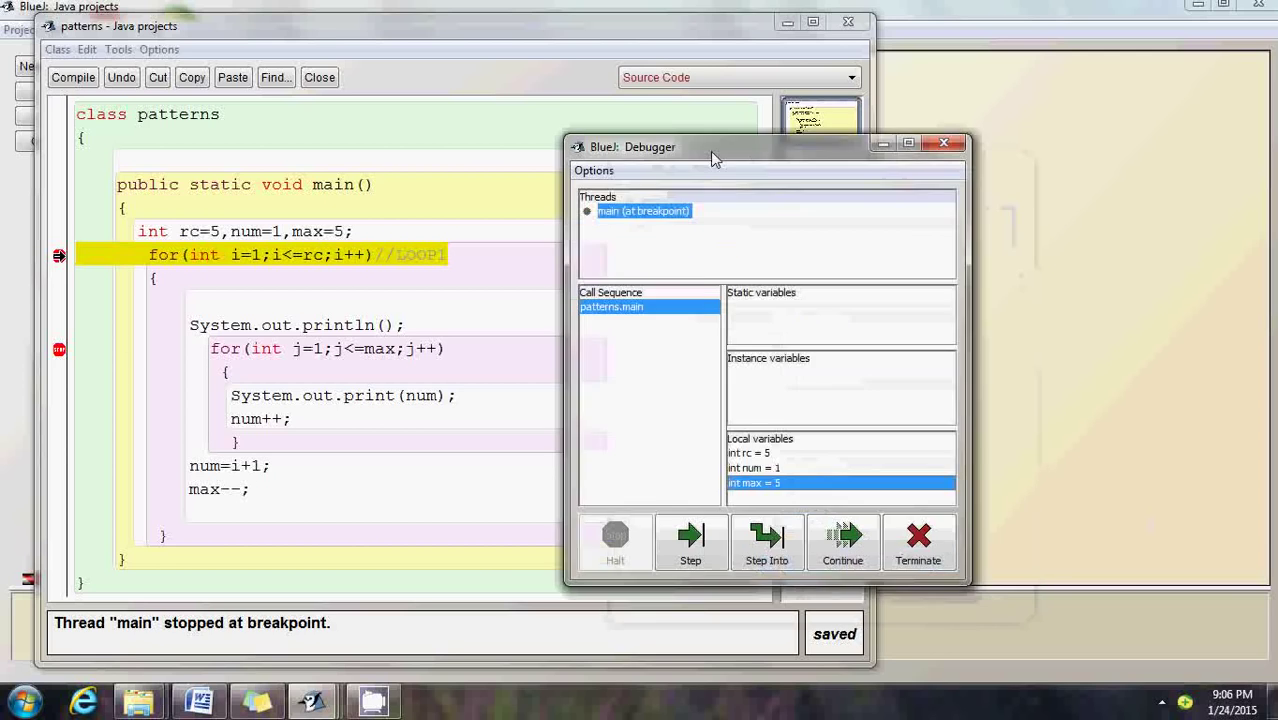 BlueJ: Java projects
patterns - Java projects
Class Edit Tools Options
Compile Undo Cut Copy Paste Find... Close Source Code
class patterns
{
public static void main()
{
int rc=5,num=1,max=5;
for(int i=1;i<=rc;i++)//LOOP1
{
System.out.println();
for(int j=1;j<=max;j++)
{
System.out.print(num);
num++;
}
num=i+1;
max--;
}
}
}
Thread "main" stopped at breakpoint.
saved
BlueJ: Debugger
Options
Threads
main (at breakpoint)
Call Sequence
patterns.main
Static variables
Instance variables
Local variables
int rc = 5
int num = 1
int max = 5
Stop
Halt Step Step Into Continue Terminate
9:06 PM
1/24/2015